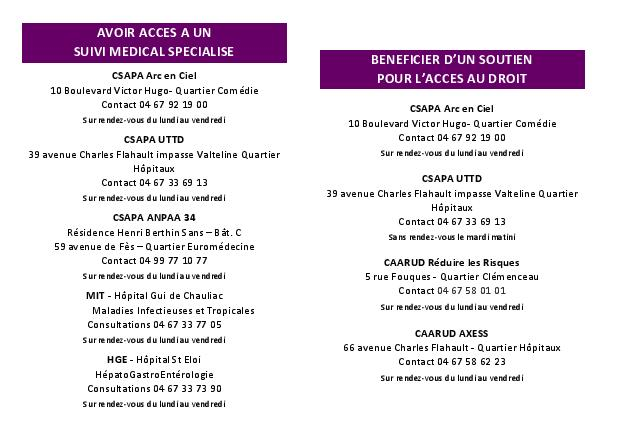 AVOIR ACCES A UN
SUIVI MEDICAL SPECIALISE
CSAPA Arc en Ciel
10 Boulevard Victor Hugo- Quartier Comédie
Contact 04 67 92 19 00
Sur rendez-vous du lundi au vendredi
CSAPA UTTD
39 avenue Charles Flahault impasse Valteline Quartier
Hôpitaux
Contact 04 67 33 69 13
Sur rendez-vous du lundi au vendredi
CSAPA ANPAA 34
Résidence Henri Berthin Sans – Bât. C
59 avenue de Fès – Quartier Euromédecine
Contact 04 99 77 10 77
Sur rendez-vous du lundi au vendredi
MIT - Hôpital Gui de Chauliac
Maladies Infectieuses et Tropicales
Consultations 04 67 33 77 05
Sur rendez-vous du lundi au vendredi
HGE - Hôpital St Eloi
HépatoGastroEntérologie
Consultations 04 67 33 73 90
Sur rendez-vous du lundi au vendredi
BENEFICIER D'UN SOUTIEN
POUR L'ACCES AU DROIT
CSAPA Arc en Ciel
10 Boulevard Victor Hugo- Quartier Comédie
Contact 04 67 92 19 00
Sur rendez-vous du lundi au vendredi
CSAPA UTTD
39 avenue Charles Flahault impasse Valteline Quartier
Hôpitaux
Contact 04 67 33 69 13
Sans rendez-vous le mardi matin
CAARUD Réduire les Risques
5 rue Fouques - Quartier Clémenceau
Contact 04 67 58 01 01
Sur rendez-vous du lundi au vendredi
CAARUD AXESS
66 avenue Charles Flahault - Quartier Hôpitaux
Contact 04 67 58 62 23
Sur rendez-vous du lundi au vendredi